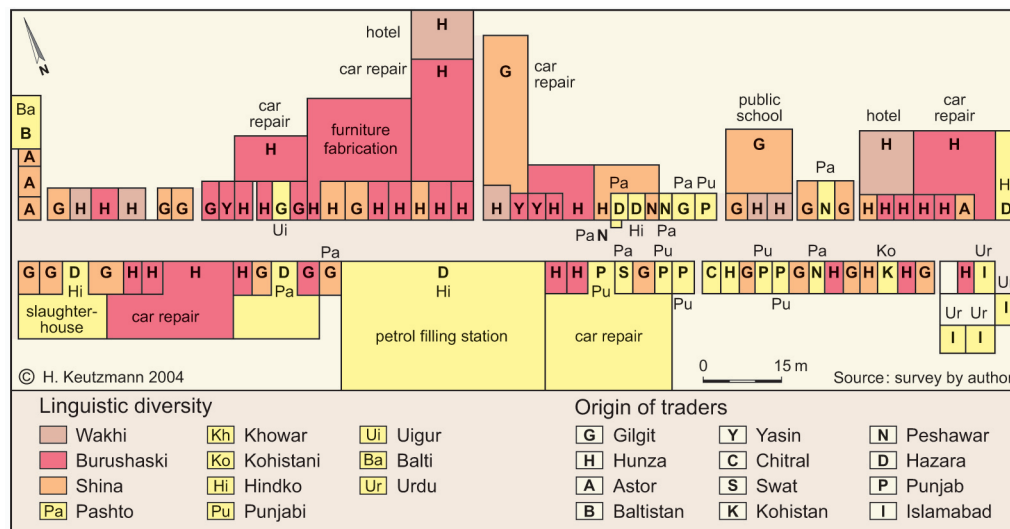 N
hotel
H
car repair
H
car
repair
H
furniture
fabrication
G
car
repair
public
school
G
hotel
H
car
repair
H
Ba
B
A
A
A
G H H H
G G
G Y H H G G H H G H H H H H
Ui
H Y Y H H H D D N N G P
Pa
Pa Pu
Pa N
Hi
Pa
G H H
Pa
G N G
H H H H A
D
G G D G H H H H G D G G
Hi
Pa
Pa
slaughter-
house
car repair
D
Hi
petrol filling station
H H P S G P P
Pu
Pa
Pu
Pu
car repair
C H G P P G N H G H K H G
Pu
Pu
Pa
Ko
H I
Ur
Ur Ur
I I
I
0 15 m
© H. Keutzmann 2004
Source: survey by author
Linguistic diversity
Wakhi
Burushaski
Shina
Pa Pashto
Kh Khowar
Ko Kohistani
Hi Hindko
Pu Punjabi
Ui Uigur
Ba Balti
Ur Urdu
Origin of traders
G Gilgit
H Hunza
A Astor
B Baltistan
Y Yasin
C Chitral
S Swat
K Kohistan
N Peshawar
D Hazara
P Punjab
I Islamabad